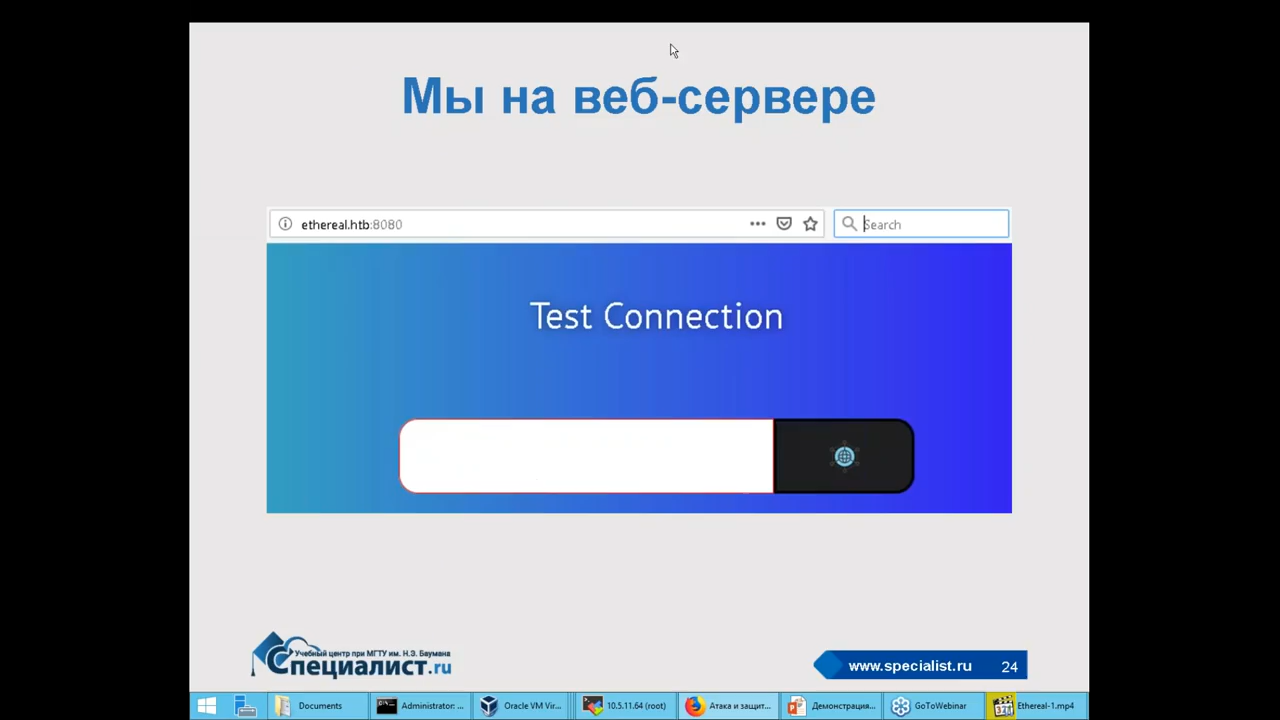 Мы на веб-сервере
ethereal.htb:8080
Search
Test Connection
Учебный центр при МГТУ им. Н.Э. Баумана
Специалист.ru
www.specialist.ru
24
Documents
Administrator: ...
Oracle VM Vir...
10.5.11.64 (root)
Атака и защит...
Демонстрация...
GoToWebinar
321
Ethereal-1.mp4